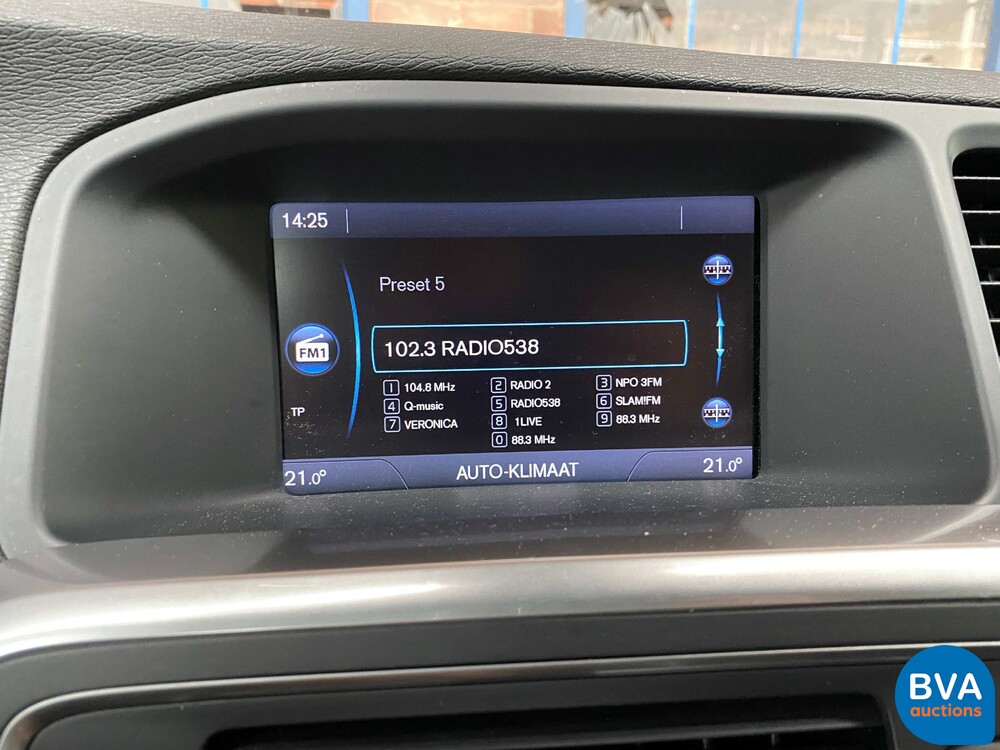 14:25
Preset 5
FM1
102.3 RADIO538
1 104.8 MHz 2 RADIO 2 3 NPO 3FM
4 Q-music 5 RADIO538 6 SLAM!FM
7 VERONICA 8 1LIVE 9 88.3 MHz
0 88.3 MHz
TP
21.0° AUTO-KLIMAAT 21.0°
BVA
auctions